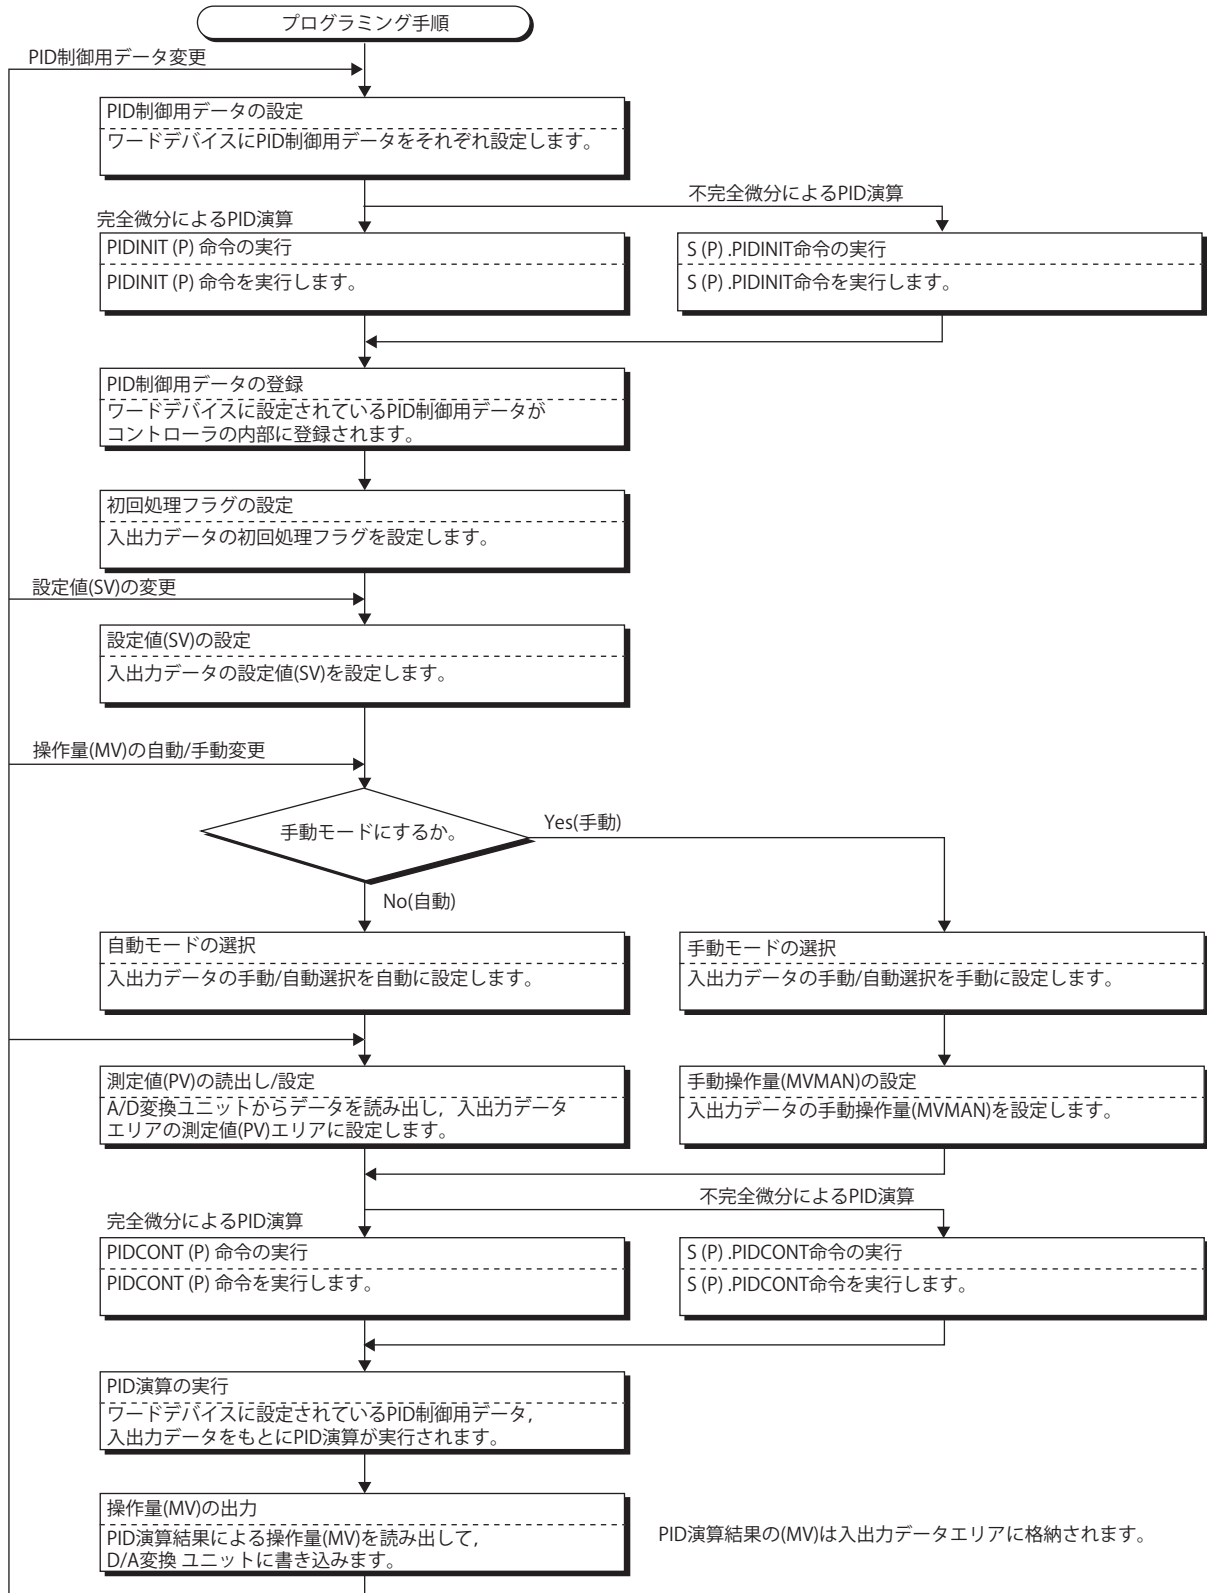 プログラミング手順
PID制御用データ変更
PID制御用データの設定
ワードデバイスにPID制御用データをそれぞれ設定します。
不完全微分によるPID演算
完全微分によるPID演算
PIDINIT (P) 命令の実行
PIDINIT (P) 命令を実行します。
S (P) .PIDINIT命令の実行
S (P) .PIDINIT命令を実行します。
PID制御用データの登録
ワードデバイスに設定されているPID制御用データが
コントローラの内部に登録されます。
初回処理フラグの設定
入出力データの初回処理フラグを設定します。
設定値(SV)の変更
設定値(SV)の設定
入出力データの設定値(SV)を設定します。
操作量(MV)の自動/手動変更
手動モードにするか。
Yes(手動)
No(自動)
自動モードの選択
入出力データの手動/自動選択を自動に設定します。
手動モードの選択
入出力データの手動/自動選択を手動に設定します。
測定値(PV)の読出し/設定
A/D変換ユニットからデータを読み出し，入出力データ
エリアの測定値(PV)エリアに設定します。
手動操作量(MVMAN)の設定
入出力データの手動操作量(MVMAN)を設定します。
不完全微分によるPID演算
完全微分によるPID演算
PIDCONT (P) 命令の実行
PIDCONT (P) 命令を実行します。
S (P) .PIDCONT命令の実行
S (P) .PIDCONT命令を実行します。
PID演算の実行
ワードデバイスに設定されているPID制御用データ，
入出力データをもとにPID演算が実行されます。
操作量(MV)の出力
PID演算結果による操作量(MV)を読み出して，
D/A変換 ユニットに書き込みます。
PID演算結果の(MV)は入出力データエリアに格納されます。